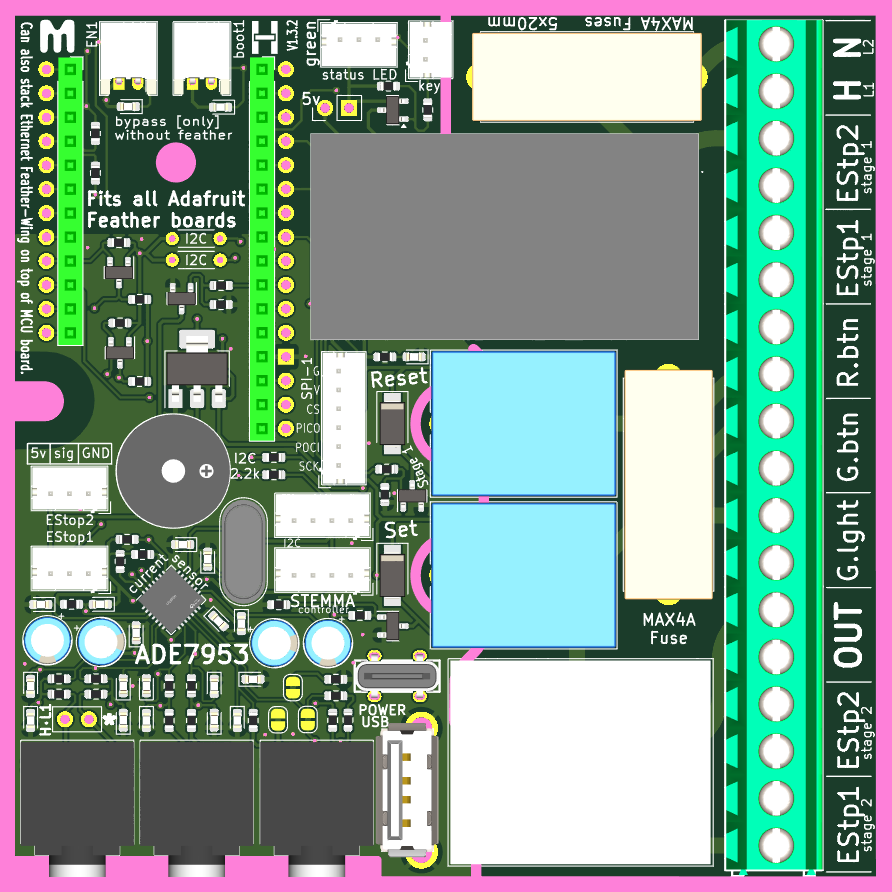 M
EN1
boot1
H
V1.3.2
green
status LED
key
5x20mm Fuses MAX4A
N
L2
H
L1
5v
bypass [only]
without feather
Can also stack Ethernet Feather-Wing on top of MCU board.
Fits all Adafruit
Feather boards
I2C
I2C
EStp2
stage 1
EStp1
stage 1
R.btn
G.btn
G.lght
OUT
EStp2
stage 2
EStp1
stage 2
SPI-1
G
V
CS
PICO
POCI
SCK
Reset
Stage 1
5v sig GND
I2C
2.2k
EStop2
EStop1
Set
I2C
current sensor
STEMMA
controller
MAX4A
Fuse
ADE7953
POWER
USB
H-L1
*